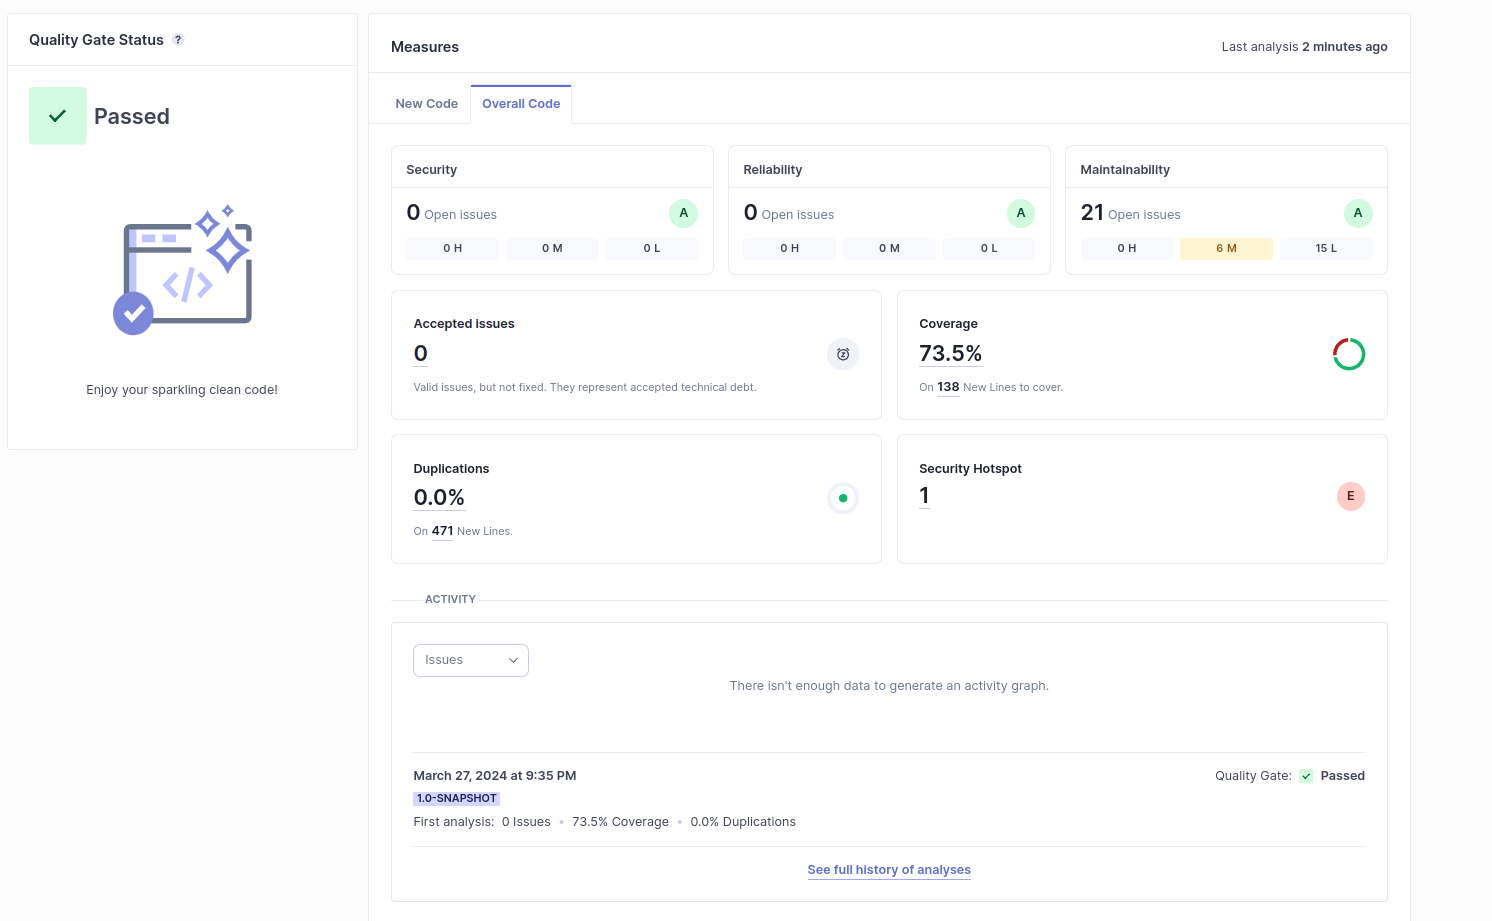 Quality Gate Status ?
Passed
Enjoy your sparkling clean code!
Measures
Last analysis 2 minutes ago
New Code
Overall Code
Security
0 Open issues
A
0 H
0 M
0 L
Reliability
0 Open issues
A
0 H
0 M
0 L
Maintainability
21 Open issues
A
0 H
6 M
15 L
Accepted issues
0
Valid issues, but not fixed. They represent accepted technical debt.
Coverage
73.5%
On 138 New Lines to cover.
Duplications
0.0%
On 471 New Lines.
Security Hotspot
1
E
ACTIVITY
Issues
There isn't enough data to generate an activity graph.
March 27, 2024 at 9:35 PM
Quality Gate: Passed
1.0-SNAPSHOT
First analysis: 0 Issues • 73.5% Coverage • 0.0% Duplications
See full history of analyses